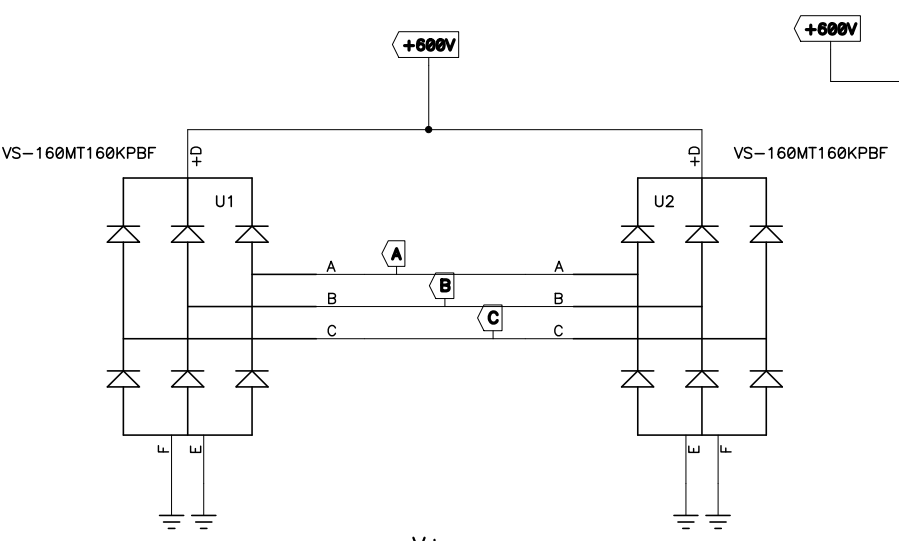 +600V
+600V
VS-160MT160KPBF
+D
+D
VS-160MT160KPBF
U1
U2
A
A
A
B
B
B
C
C
C
F
E
E
F